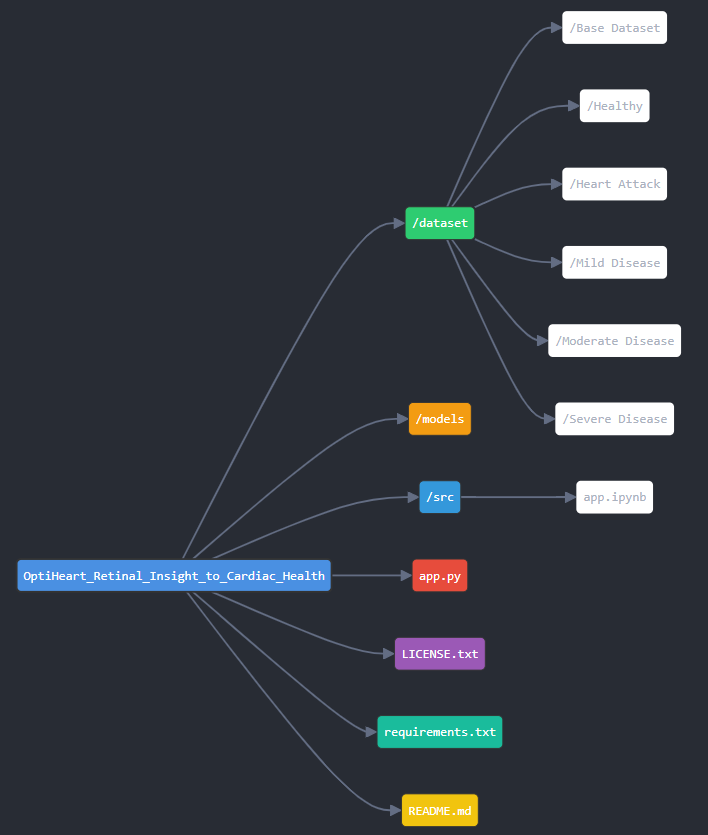 /Base Dataset
/Healthy
/Heart Attack
/dataset
/Mild Disease
/Moderate Disease
/models
/Severe Disease
/src
app.ipynb
OptiHeart_Retinal_Insight_to_Cardiac_Health
app.py
LICENSE.txt
requirements.txt
README.md